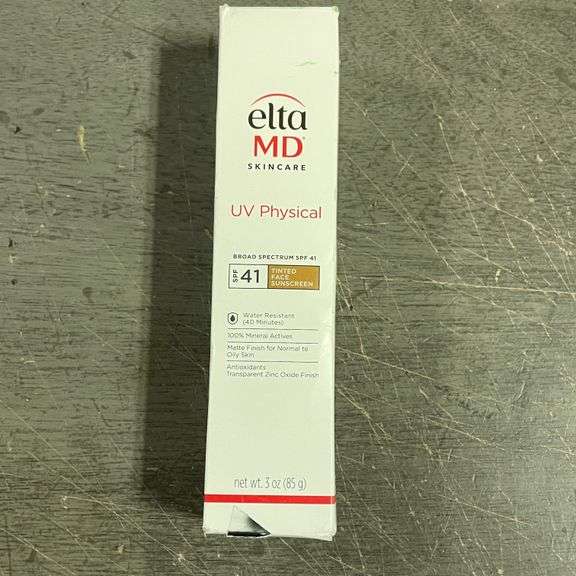 elta
MD
SKINCARE
UV Physical
BROAD SPECTRUM SPF 41
SPF 41
TINTED
FACE
SUNSCREEN
Water Resistant
(40 Minutes)
100% Mineral Actives
Matte Finish for Normal to
Oily Skin
Antioxidants
Transparent Zinc Oxide Finish
net wt. 3 oz (85 g)